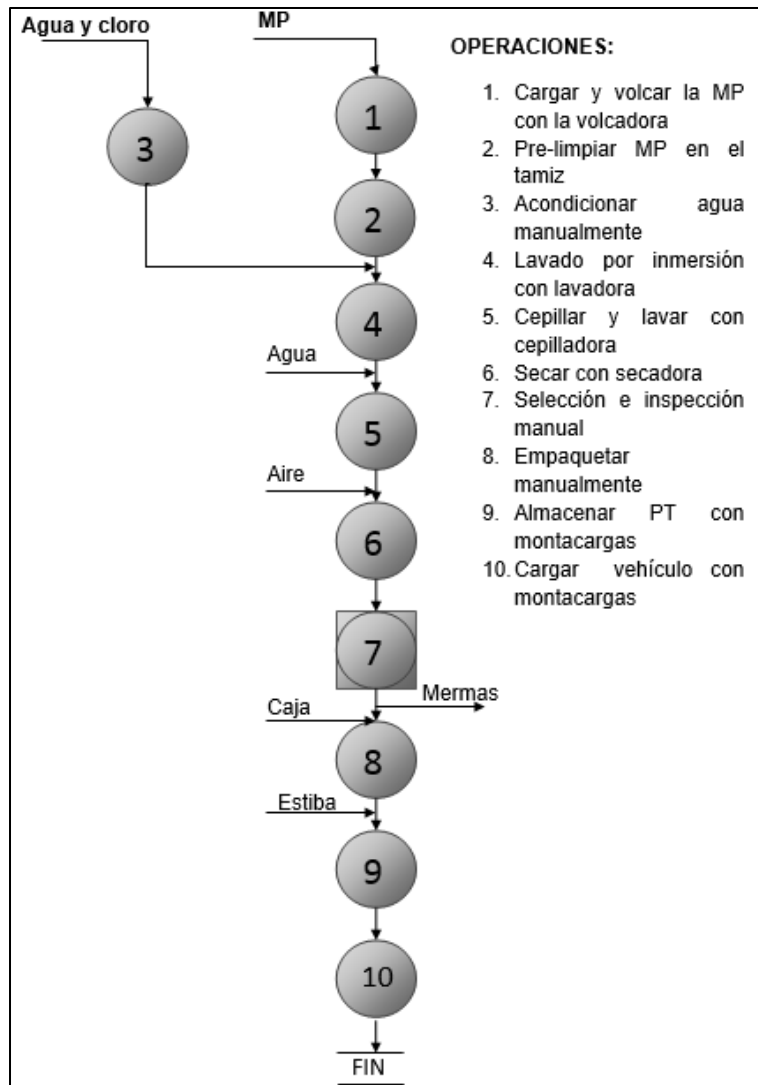 Agua y cloro
MP
3
1
2
4
Agua
5
Aire
6
7
Mermas
Caja
8
Estiba
9
10
FIN
OPERACIONES:
1. Cargar y volcar la MP
con la volcadora
2. Pre-limpiar MP en el
tamiz
3. Acondicionar agua
manualmente
4. Lavado por inmersión
con lavadora
5. Cepillar y lavar con
cepilladora
6. Secar con secadora
7. Selección e inspección
manual
8. Empaquetar
manualmente
9. Almacenar PT con
montacargas
10. Cargar vehículo con
montacargas